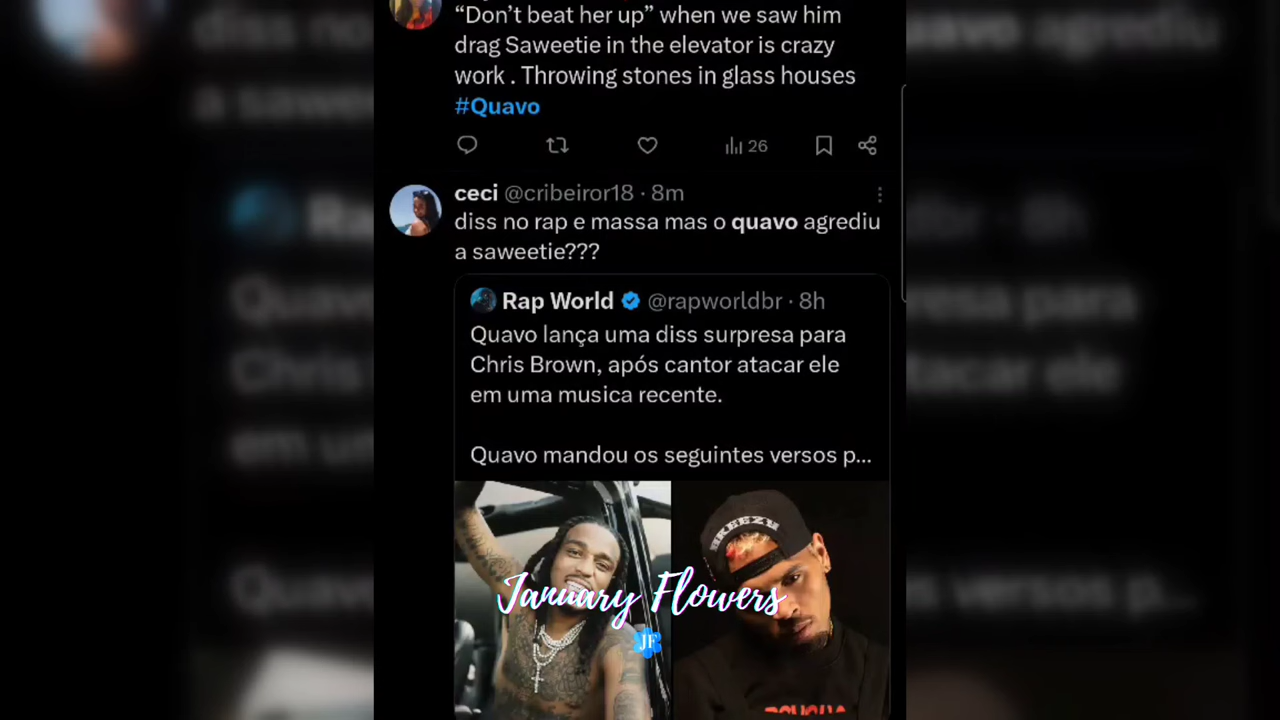 “Don’t beat her up” when we saw him
drag Saweetie in the elevator is crazy
work . Throwing stones in glass houses
#Quavo
26
ceci @cribeiror18 · 8m
diss no rap e massa mas o quavo agrediu
a saweetie???
Rap World @rapworldbr · 8h
Quavo lança uma diss surpresa para
Chris Brown, após cantor atacar ele
em uma musica recente.
Quavo mandou os seguintes versos p...
BREEZY
January Flowers
JF